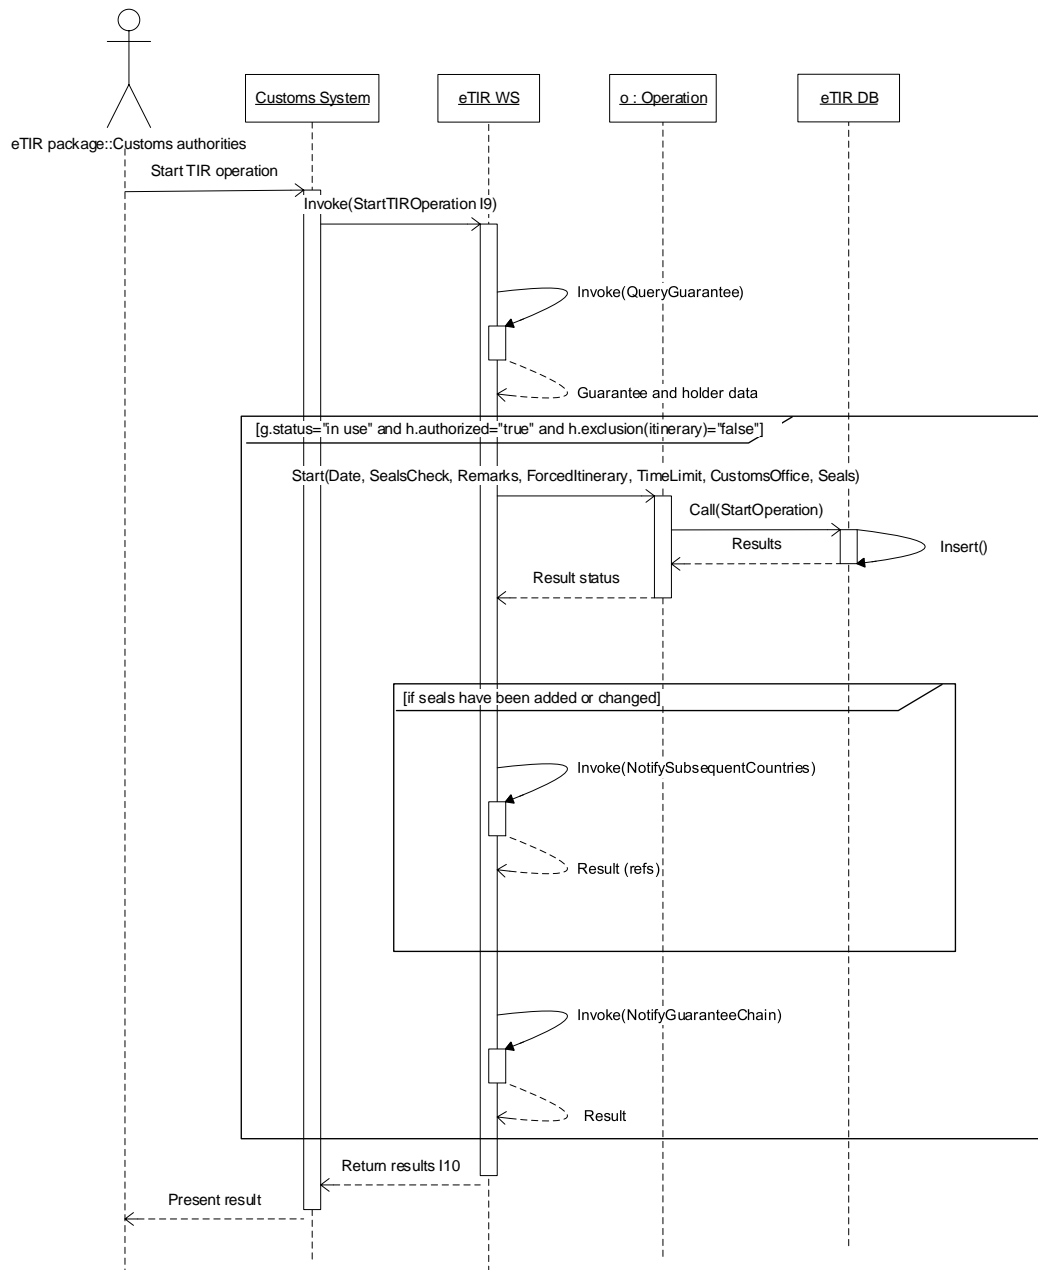 Customs System
eTIR WS
o : Operation
eTIR DB
eTIR package::Customs authorities
Start TIR operation
Invoke(StartTIROperation I9)
Invoke(QueryGuarantee)
Guarantee and holder data
[g.status="in use" and h.authorized="true" and h.exclusion(itinerary)="false"]
Start(Date, SealsCheck, Remarks, ForcedItinerary, TimeLimit, CustomsOffice, Seals)
Call(StartOperation)
Results
Insert()
Result status
[if seals have been added or changed]
Invoke(NotifySubsequentCountries)
Result (refs)
Invoke(NotifyGuaranteeChain)
Result
Return results I10
Present result